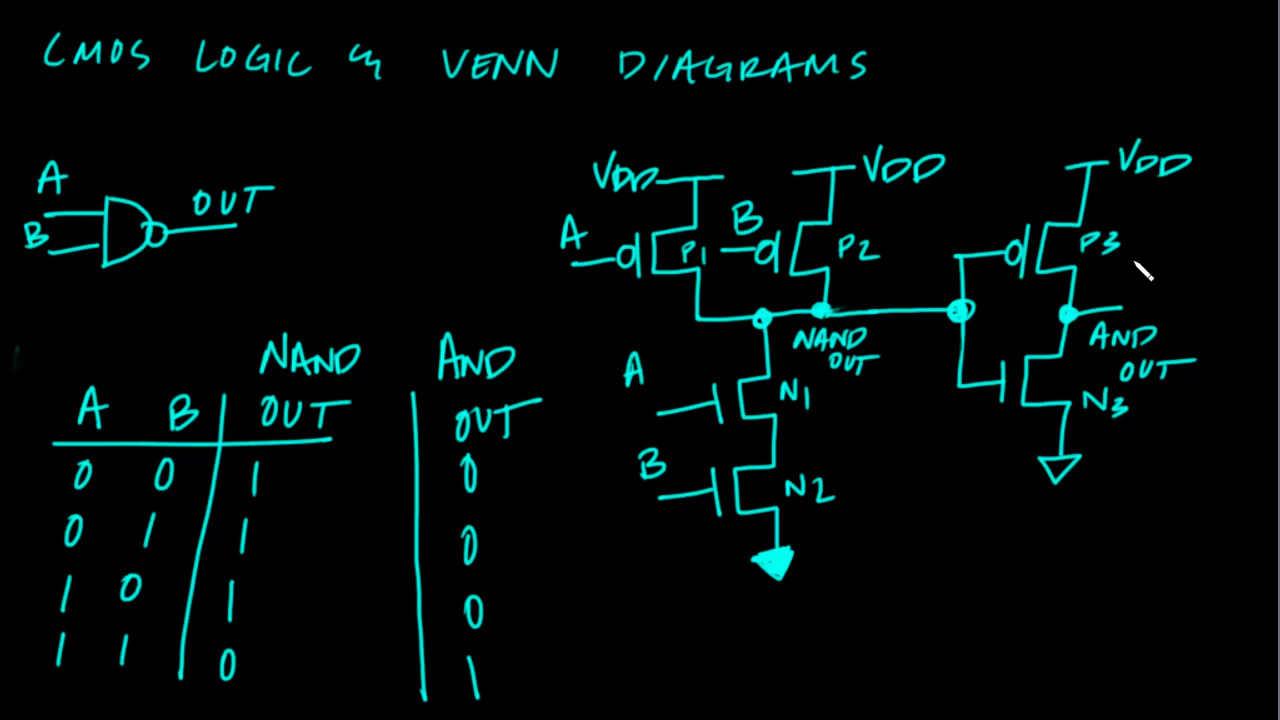 CMOS LOGIC & VENN DIAGRAMS
A
B
OUT
VDD VDD VDD
A P1 B P2 P3
NAND OUT
AND OUT
A N1
N3
B N2
NAND AND
A B OUT OUT
0 0 1 0
0 1 1 0
1 0 1 0
1 1 0 1